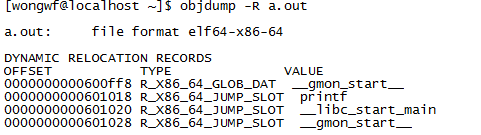 [wongwf@localhost ~]$ objdump -R a.out
a.out:     file format elf64-x86-64
DYNAMIC RELOCATION RECORDS
OFFSET           TYPE              VALUE
0000000000600ff8 R_X86_64_GLOB_DAT  __gmon_start__
0000000000601018 R_X86_64_JUMP_SLOT  printf
0000000000601020 R_X86_64_JUMP_SLOT  __libc_start_main
0000000000601028 R_X86_64_JUMP_SLOT  __gmon_start__